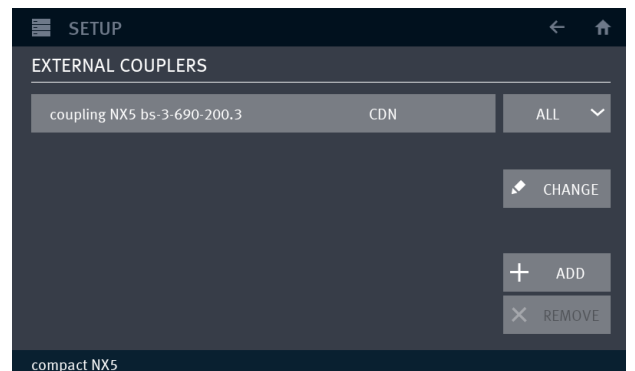 SETUP
EXTERNAL COUPLERS
coupling NX5 bs-3-690-200.3 CDN ALL
CHANGE
ADD
REMOVE
compact NX5